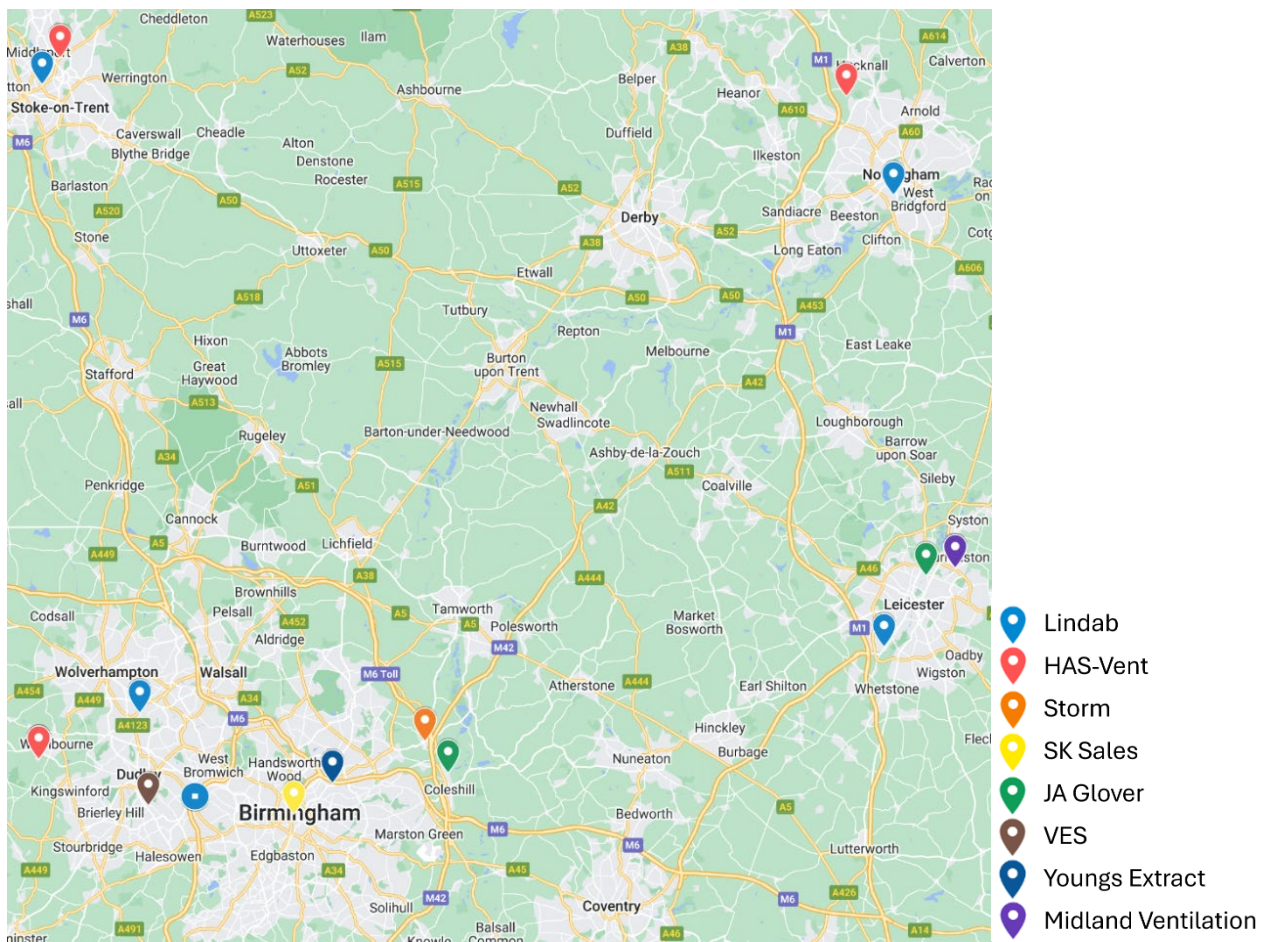 Cheddleton
A523
Waterhouses
Ilam
A38
A614
M1
Calverton
Werrington
A52
Belper
Stoke-on-Trent
Ashbourne
Heanor
A610
Arnold
M6
Caverswall
Cheadle
Duffield
A60
Blythe Bridge
Alton
Denstone
Ilkeston
Barlaston
Rocester
A515
A52
West
Bridgford
A520
A50
Derby
Sandiacre
Beeston
Stone
Uttoxeter
A50
A38
A52
Long Eaton
Clifton
Etwall
A606
shall
A518
Tutbury
A50
A50
A453
M6
Hixon
Repton
M1
Abbots
Bromley
Great
Haywood
A515
Burton
upon Trent
Melbourne
East Leake
Stafford
A42
A513
Newhall
Swadlincote
Loughborough
Rugeley
Barton-under-Needwood
Barrow
upon Soar
A34
Ashby-de-la-Zouch
A511
Penkridge
A51
Coalville
Sileby
A42
Cannock
Syston
A449
A5
Burntwood
Lichfield
A46
A38
A444
Brownhills
Leicester
Codsall
Pelsall
A452
A5
Tamworth
A5
Polesworth
Market
Bosworth
M1
Lindab
Aldridge
M42
Oadby
Wolverhampton
Walsall
M6 Toll
Wigston
HAS-Vent
A454
A449
A34
Atherstone
A444
Earl Shilton
Whetstone
Storm
A4123
M6
Hinckley
Burbage
SK Sales
West
Bromwich
Handsworth
Wood
Nuneaton
Kingswinford
Coleshill
JA Glover
Brierley Hill
Birmingham
Bedworth
A5
Marston Green
M6
VES
Stourbridge
Halesowen
Edgbaston
M6
Lutterworth
A449
A34
A45
Youngs Extract
M42
M6
A426
Solihull
Coventry
Midland Ventilation
A491
Balsall
Common
A46
A14